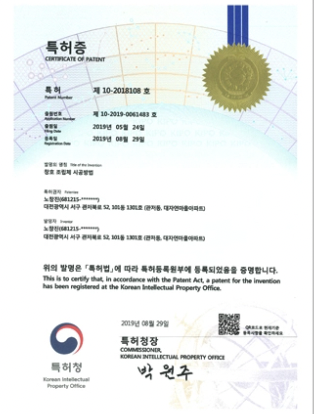 특허증
CERTIFICATE OF PATENT
특허 제 10-2018108 호
Patent Number
출원번호 제 10-2019-0061483 호
Application Number
출원일 2019년 05월 24일
Filing Date
등록일 2019년 08월 29일
Registration Date
발명의 명칭 Title of the Invention
창호 조립체 시공방법
특허권자 Patentee
노창진(681215-*******)
대전광역시 서구 관저북로 52, 101동 1301호 (관저동, 대자연마을아파트)
발명자 Inventor
노창진(681215-*******)
대전광역시 서구 관저북로 52, 101동 1301호 (관저동, 대자연마을아파트)
위의 발명은 「특허법」에 따라 특허등록원부에 등록되었음을 증명합니다.
This is to certify that, in accordance with the Patent Act, a patent for the invention
has been registered at the Korean Intellectual Property Office.
2019년 08월 29일
QR코드로 현재기준
등록사항을 확인하세요
특허청장
COMMISSIONER,
KOREAN INTELLECTUAL PROPERTY OFFICE
박원주
특허청
Korean Intellectual
Property Office